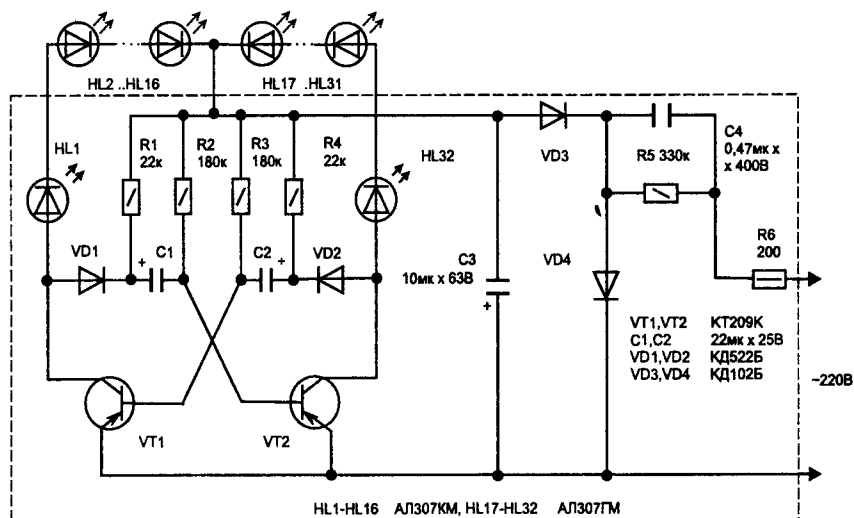 HL2 ..HL16
HL17 ..HL31
HL1
R1
22к
R2
180к
R3
180к
R4
22к
HL32
VD3
C4
0,47мк х
х 400В
R5 330к
R6
200
VD1
+
C1
C2
+
VD2
C3
10мк х 63В
+
VD4
VT1,VT2 КТ209К
C1,C2 22мк х 25В
VD1,VD2 КД522Б
VD3,VD4 КД102Б
~220В
VT1
VT2
HL1-HL16 АЛ307КМ, HL17-HL32 АЛ307ГМ